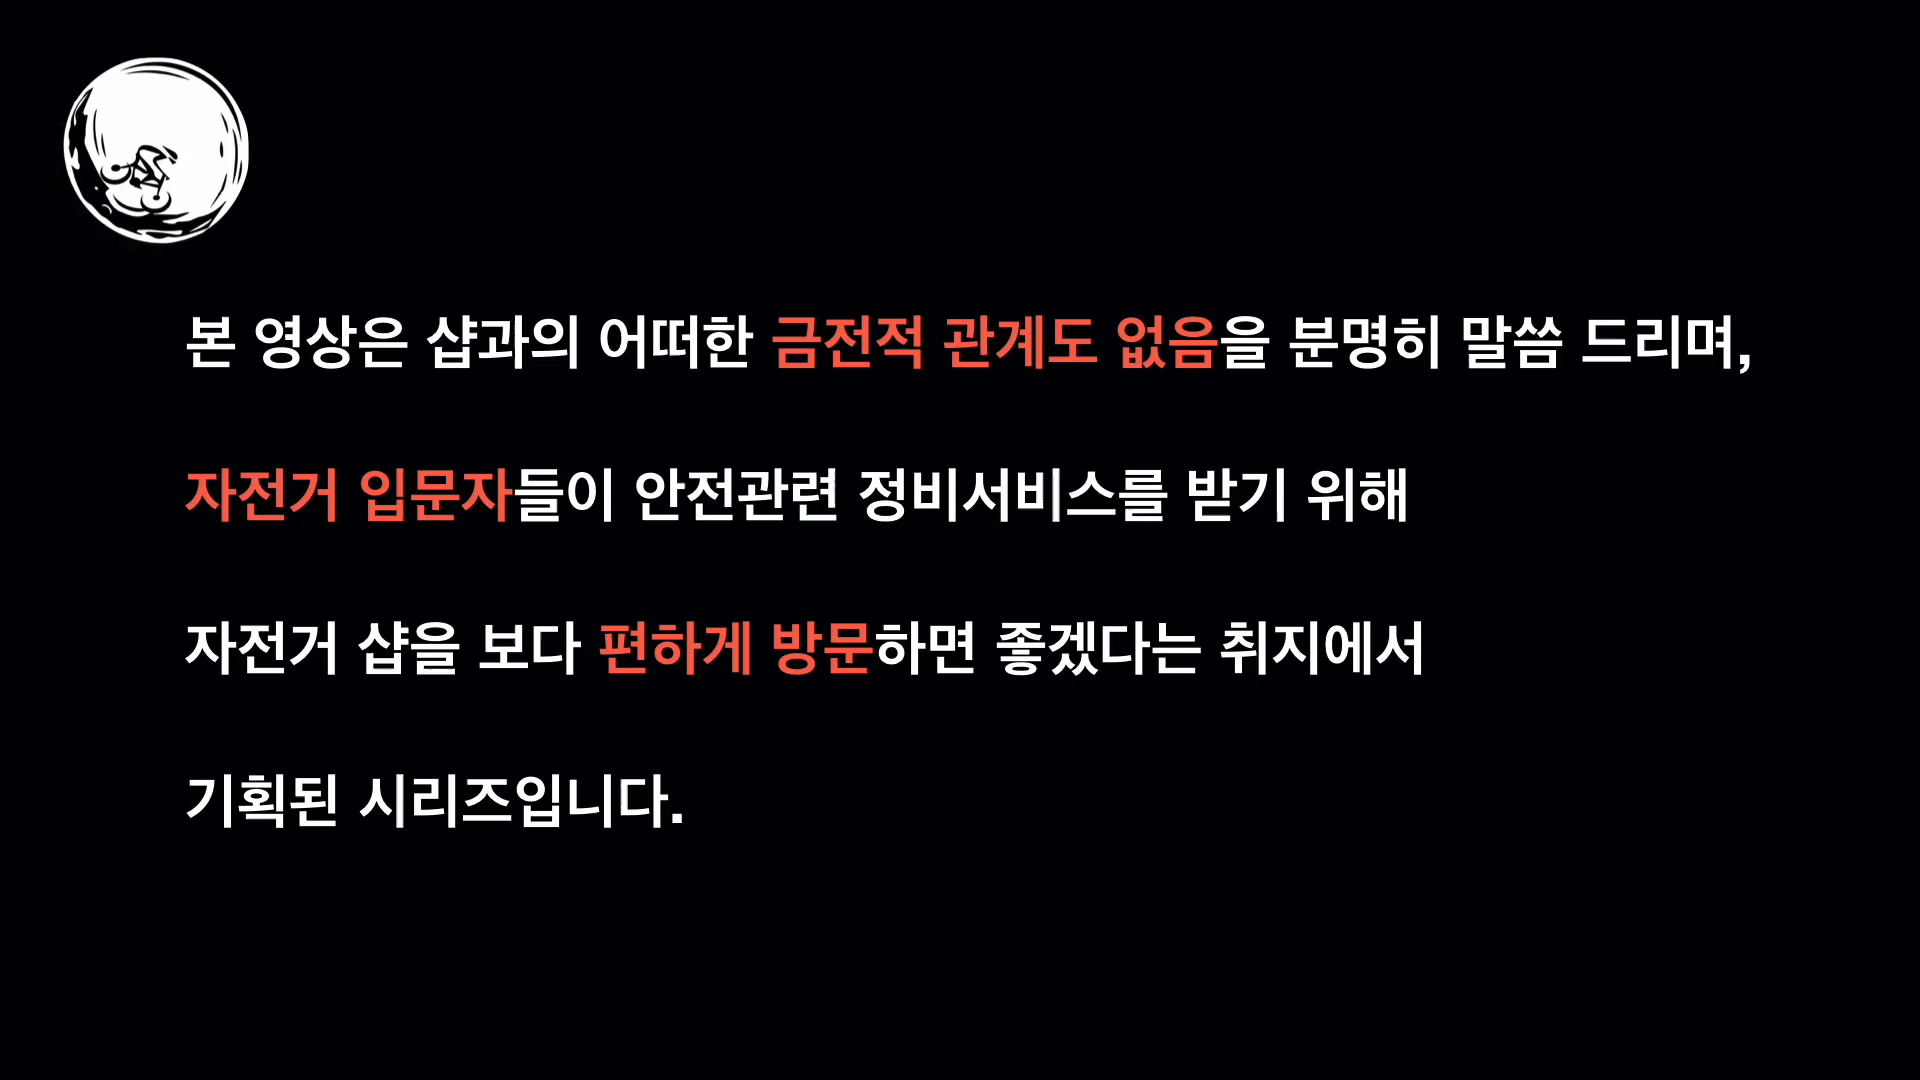 본 영상은 샵과의 어떠한 금전적 관계도 없음을 분명히 말씀 드리며,
자전거 입문자들이 안전관련 정비서비스를 받기 위해
자전거 샵을 보다 편하게 방문하면 좋겠다는 취지에서
기획된 시리즈입니다.